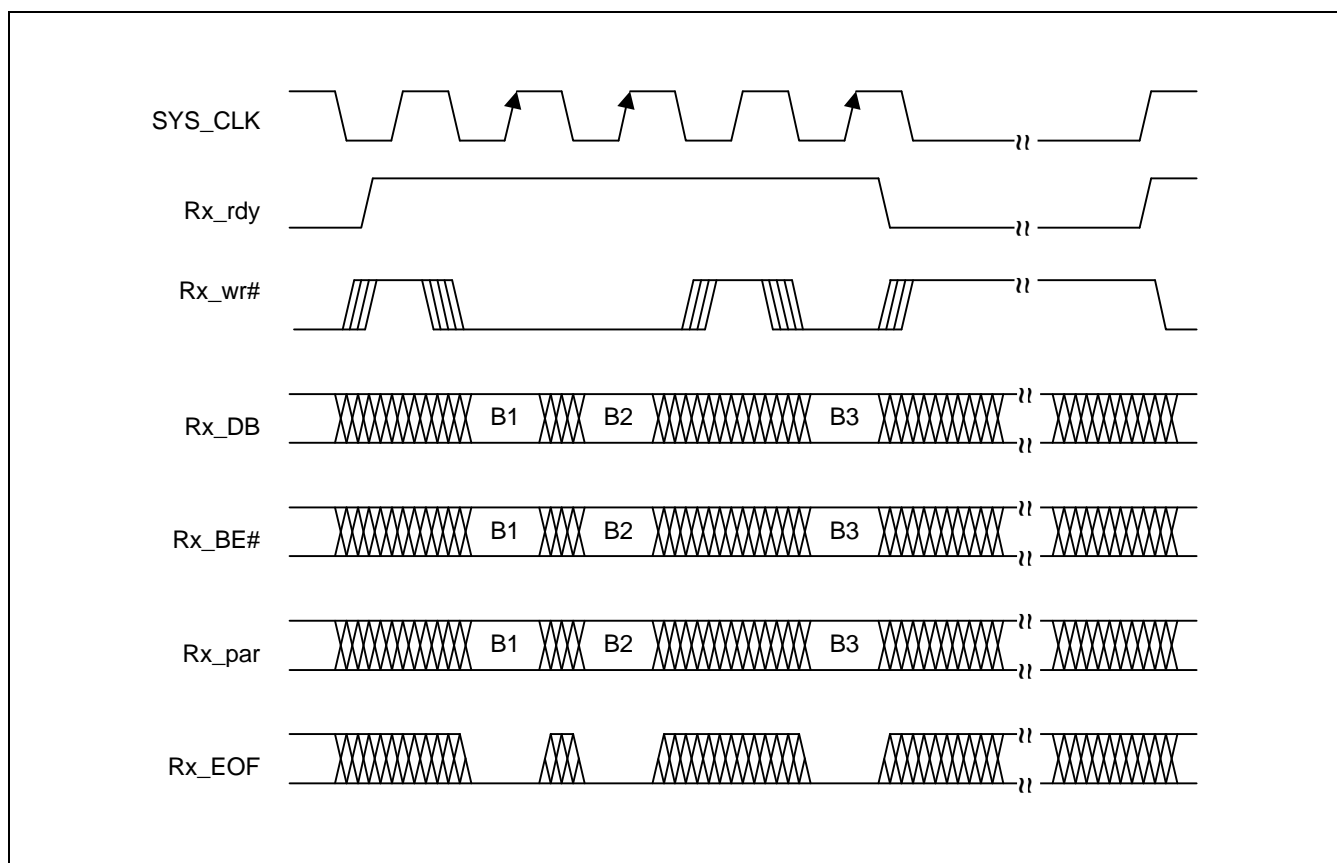 SYS_CLK
Rx_rdy
Rx_wr#
Rx_DB B1 B2 B3
Rx_BE# B1 B2 B3
Rx_par B1 B2 B3
Rx_EOF